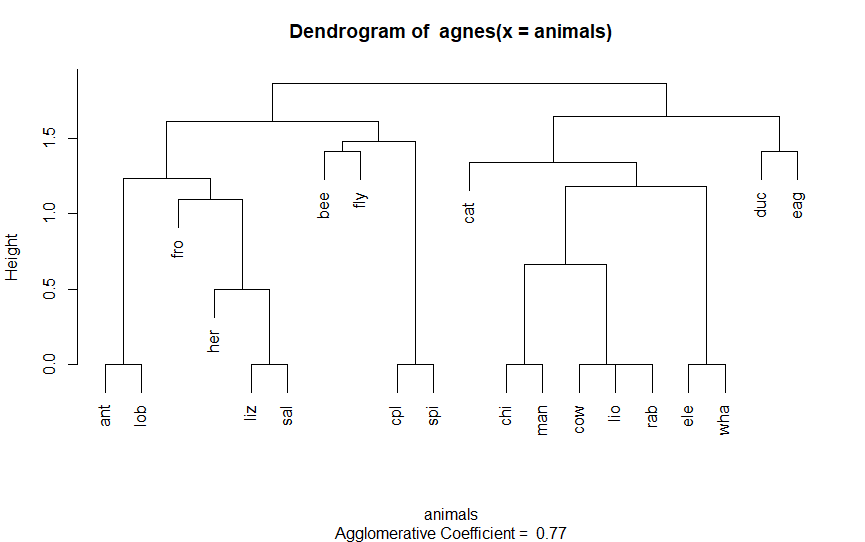 Dendrogram of agnes(x = animals)
Height
1.5
1.0
0.5
0.0
ant
lob
fro
her
liz
sal
bee
fly
cpl
spi
cat
chi
man
cow
lio
rab
ele
wha
duc
eag
animals
Agglomerative Coefficient = 0.77